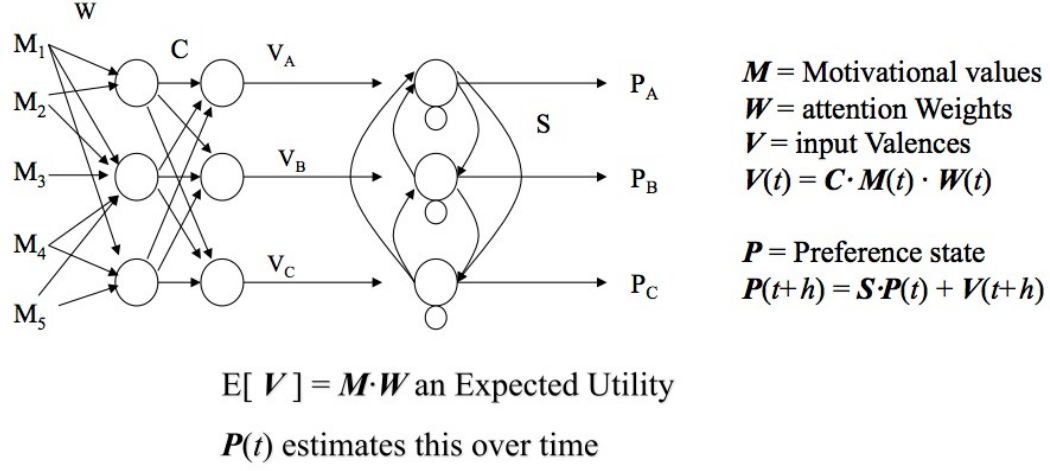 W
C
M1
M2
M3
M4
M5
VA
VB
VC
S
PA
PB
PC
M = Motivational values
W = attention Weights
V = input Valences
V(t) = C· M(t) · W(t)
P = Preference state
P(t+h) = S·P(t) + V(t+h)
E[ V ] = M·W an Expected Utility
P(t) estimates this over time